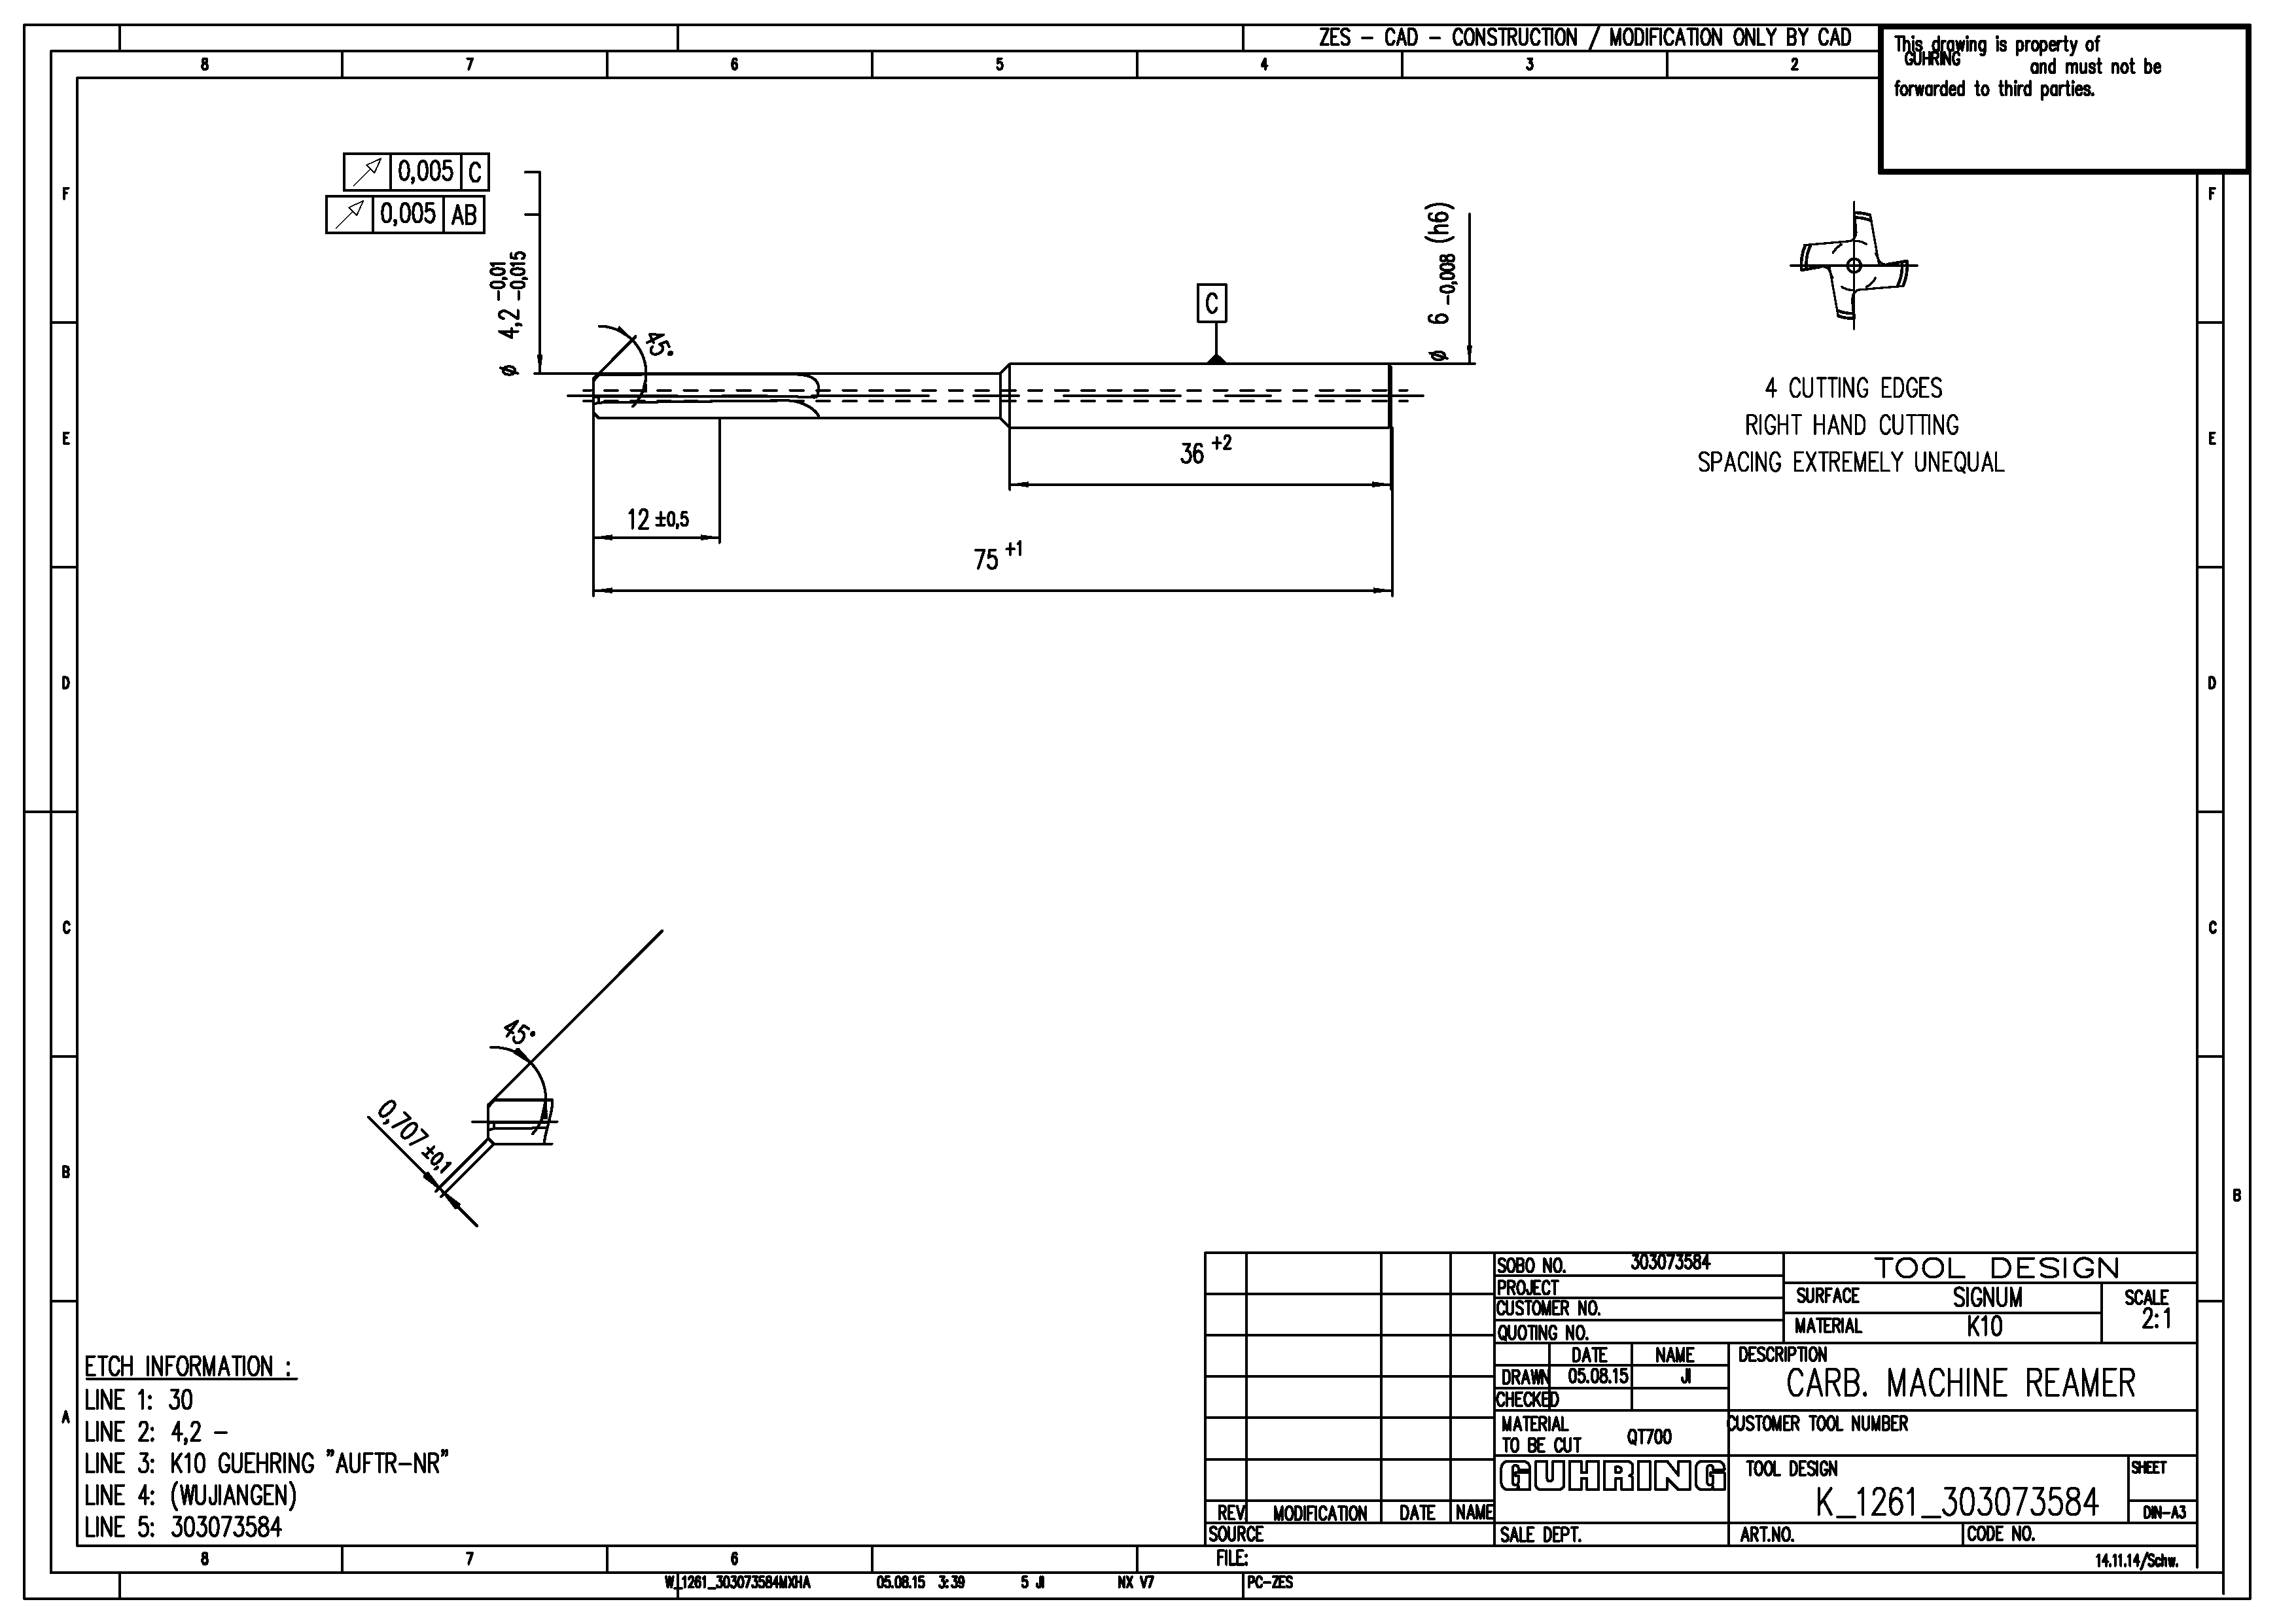 ZES - CAD - CONSTRUCTION / MODIFICATION ONLY BY CAD
This drawing is property of
GUHRING
and must not be
forwarded to third parties.
8 7 6 5 4 3 2
F F
E E
D D
C C
B B
B
A
0,005 C
0,005 AB
ø 4,2 -0,01 -0,015
45°
C
ø 6 -0,008 (h6)
36 +2
12 ±0,5
75 +1
4 CUTTING EDGES
RIGHT HAND CUTTING
SPACING EXTREMELY UNEQUAL
45°
0,707 ±0,1
ETCH INFORMATION :
LINE 1: 30
LINE 2: 4,2 -
LINE 3: K10 GUEHRING "AUFTR-NR"
LINE 4: (WUJIANGEN)
LINE 5: 303073584
SOBO NO. 303073584
PROJECT
CUSTOMER NO.
QUOTING NO.
TOOL DESIGN
SURFACE SIGNUM
MATERIAL K10
SCALE
2:1
DATE NAME
DRAWN 05.08.15 JI
CHECKED
DESCRIPTION
CARB. MACHINE REAMER
MATERIAL
TO BE CUT QT700
CUSTOMER TOOL NUMBER
GUHRING
TOOL DESIGN
K_1261_303073584
SHEET
DIN-A3
REV MODIFICATION DATE NAME
SOURCE
SALE DEPT.
ART.NO.
CODE NO.
8 7 6
FILE:
14.11.14/Schw.
W_1261_303073584MXHA 05.08.15 3:39 5 JI NX V7 PC-ZES